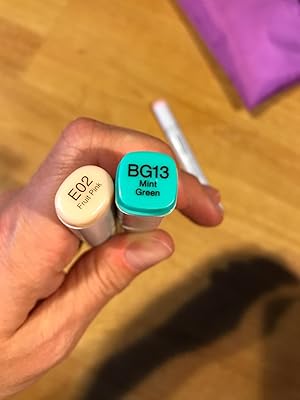 E02
Fruit Pink
BG13
Mint
Green